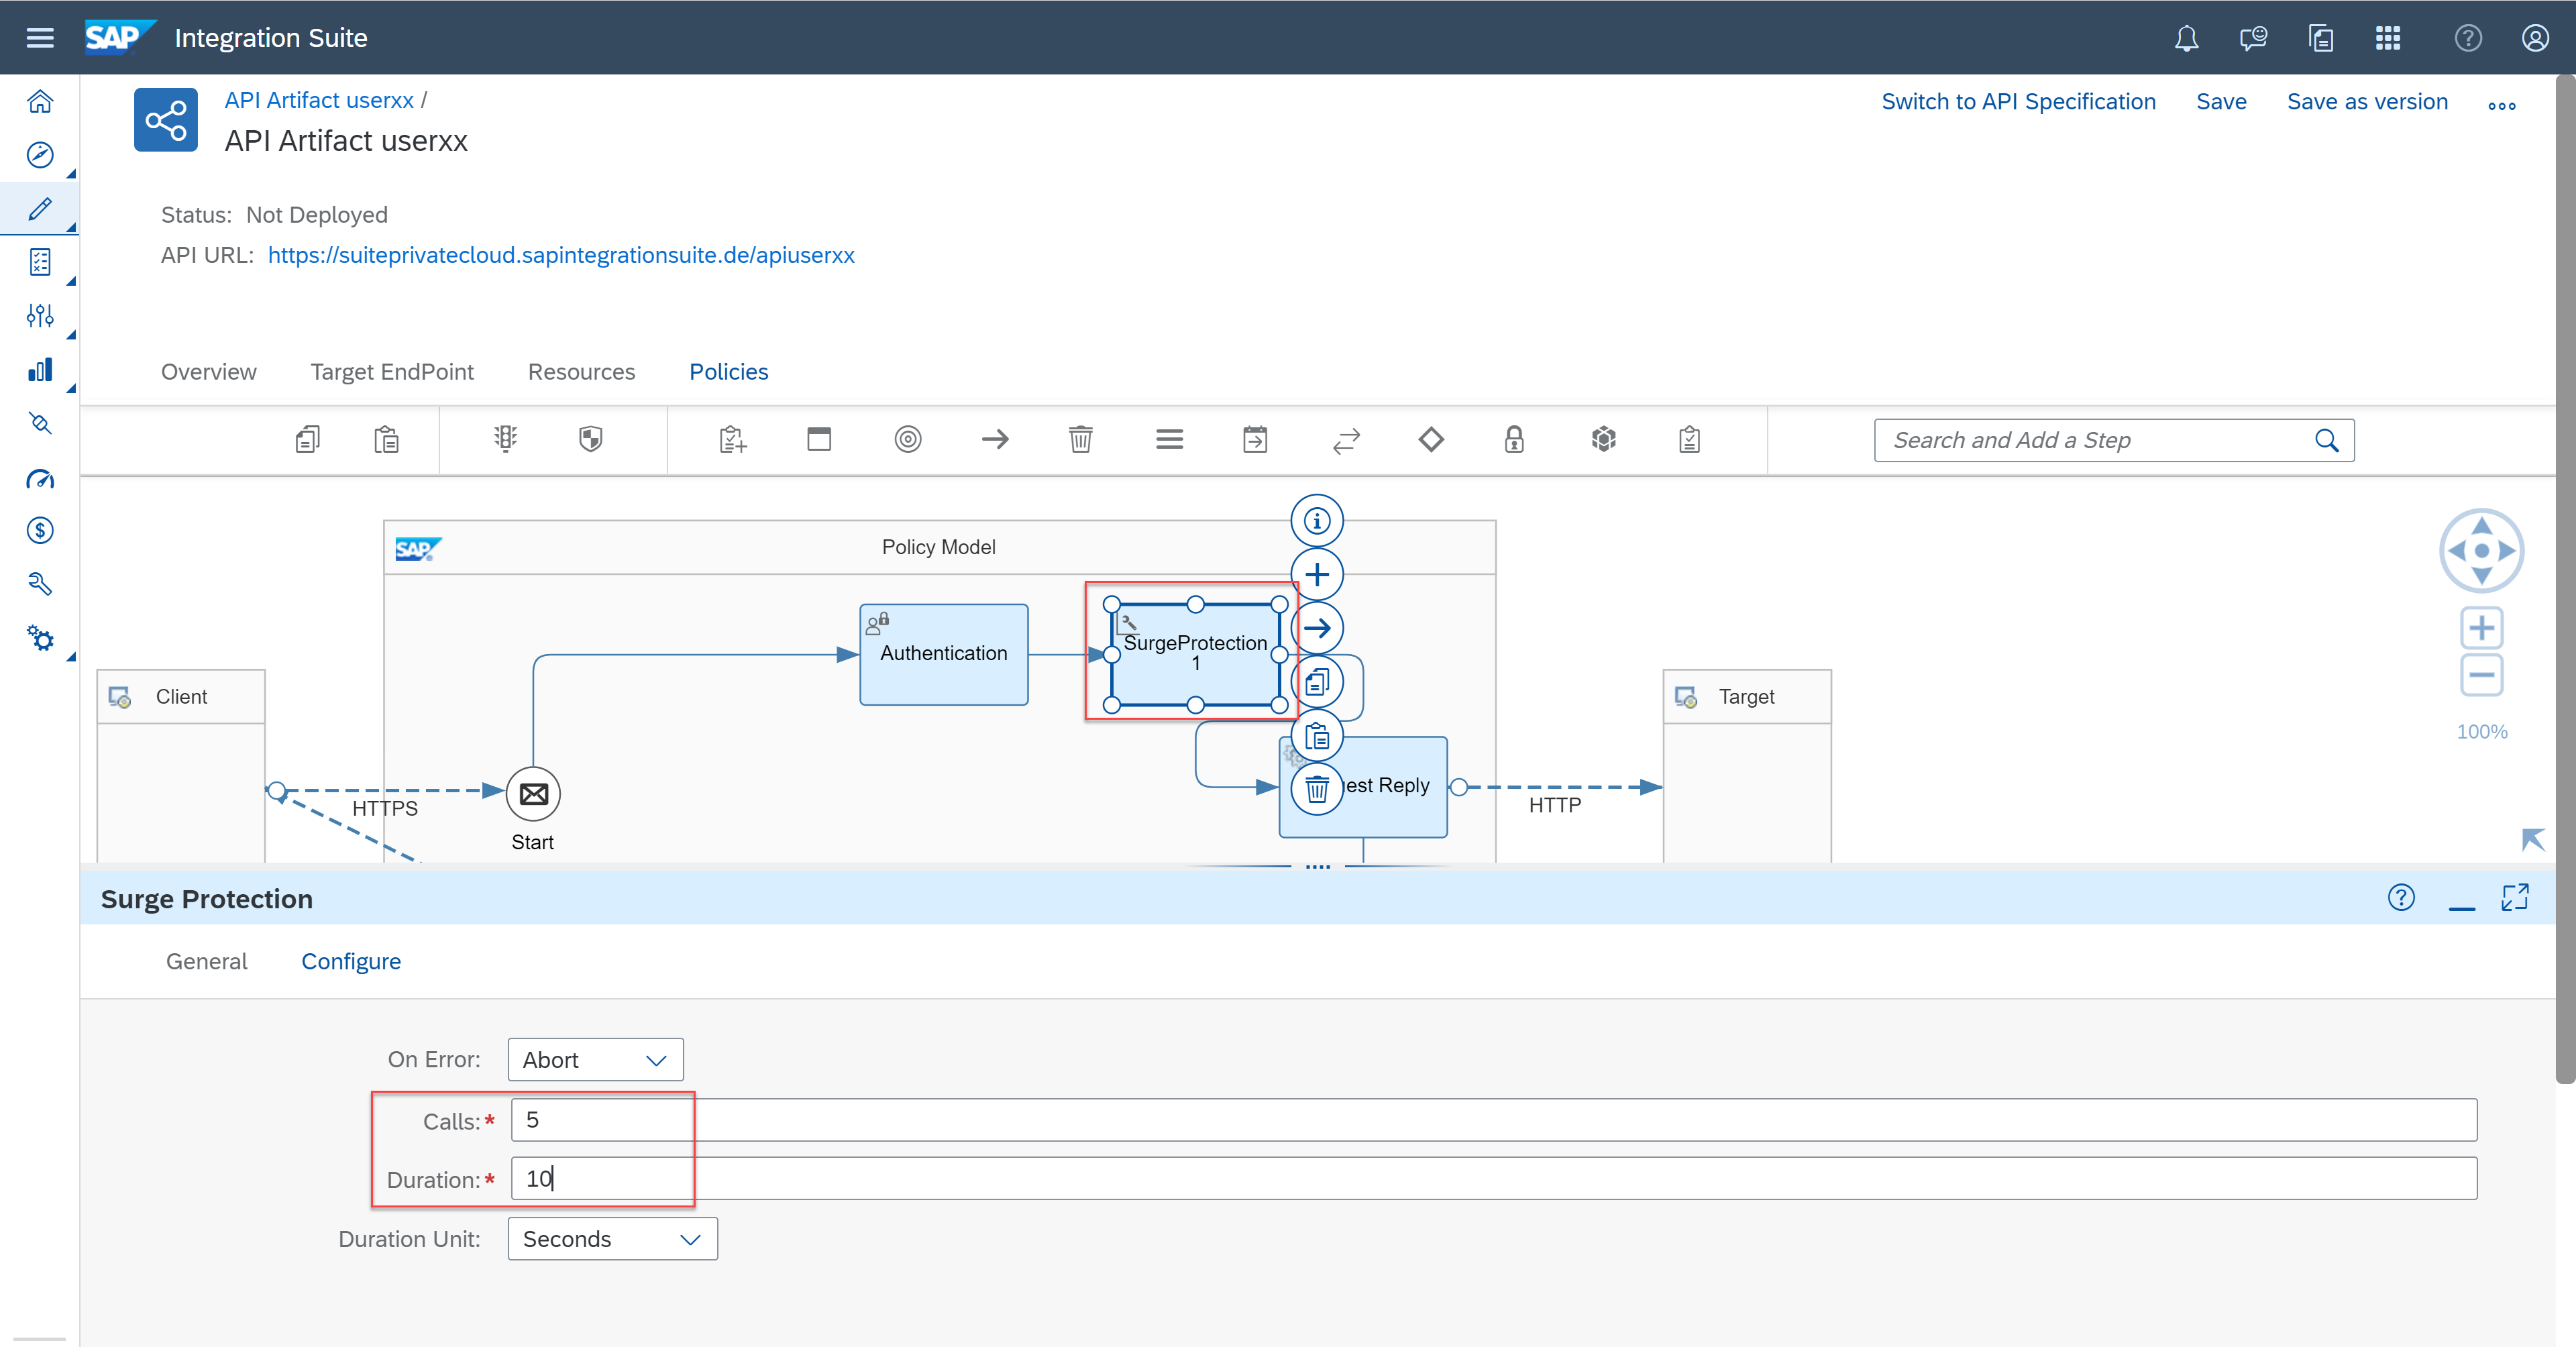 SAP Integration Suite
API Artifact userxx /
API Artifact userxx
Switch to API Specification Save Save as version
Status: Not Deployed
API URL: https://suiteprivatecloud.sapintegrationsuite.de/apiuserxx
Overview Target EndPoint Resources Policies
Search and Add a Step
SAP Policy Model
Authentication
SurgeProtection
1
Client
Target
HTTPS
est Reply
HTTP
Start
100%
Surge Protection
General Configure
On Error: Abort
Calls:* 5
Duration:* 10
Duration Unit: Seconds